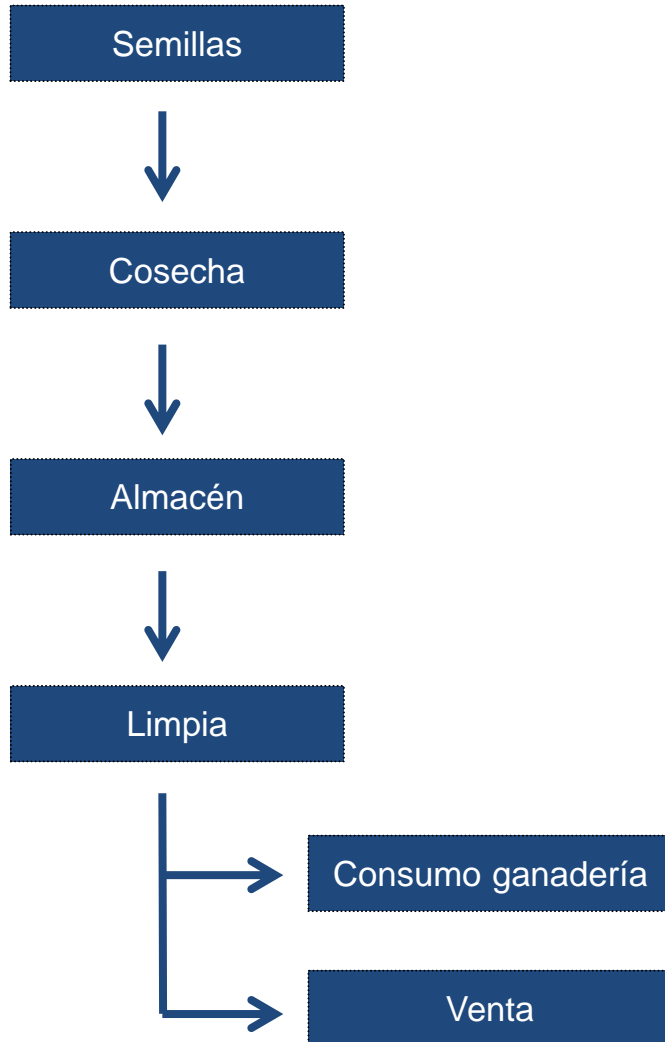 Semillas
Cosecha
Almacén
Limpia
Consumo ganadería
Venta